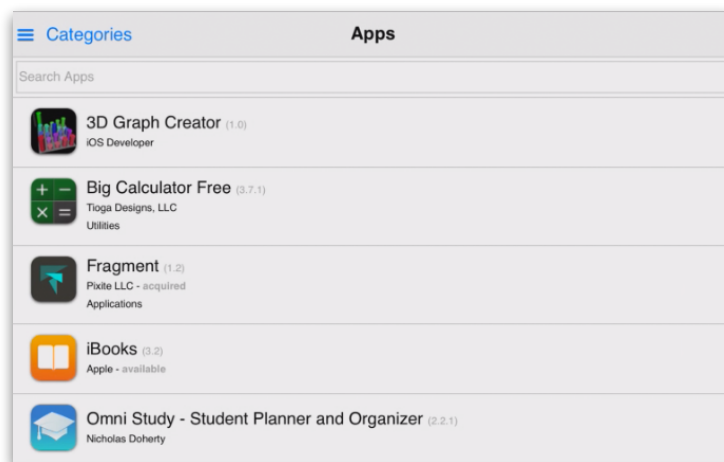 Categories
Apps
Search Apps
3D Graph Creator (1.0)
iOS Developer
Big Calculator Free (3.7.1)
Tioga Designs, LLC
Utilities
Fragment (1.2)
Pixite LLC - acquired
Applications
iBooks (3.2)
Apple - available
Omni Study - Student Planner and Organizer (2.2.1)
Nicholas Doherty